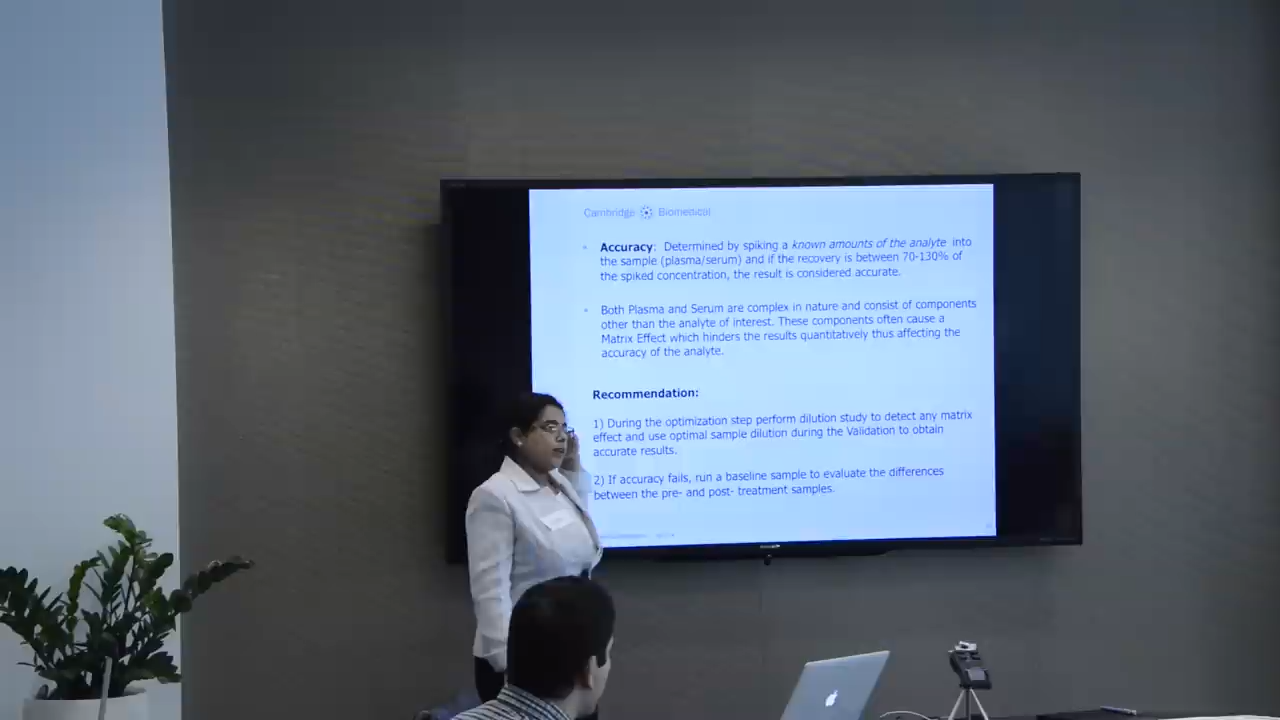 Cambridge Biomedical
Accuracy: Determined by spiking a known amounts of the analyte into
the sample (plasma/serum) and if the recovery is between 70-130% of
the spiked concentration, the result is considered accurate.
Both Plasma and Serum are complex in nature and consist of components
other than the analyte of interest. These components often cause a
Matrix Effect which hinders the results quantitatively thus affecting the
accuracy of the analyte.
Recommendation:
1) During the optimization step perform dilution study to detect any matrix
effect and use optimal sample dilution during the Validation to obtain
accurate results.
2) If accuracy fails, run a baseline sample to evaluate the differences
between the pre- and post- treatment samples.